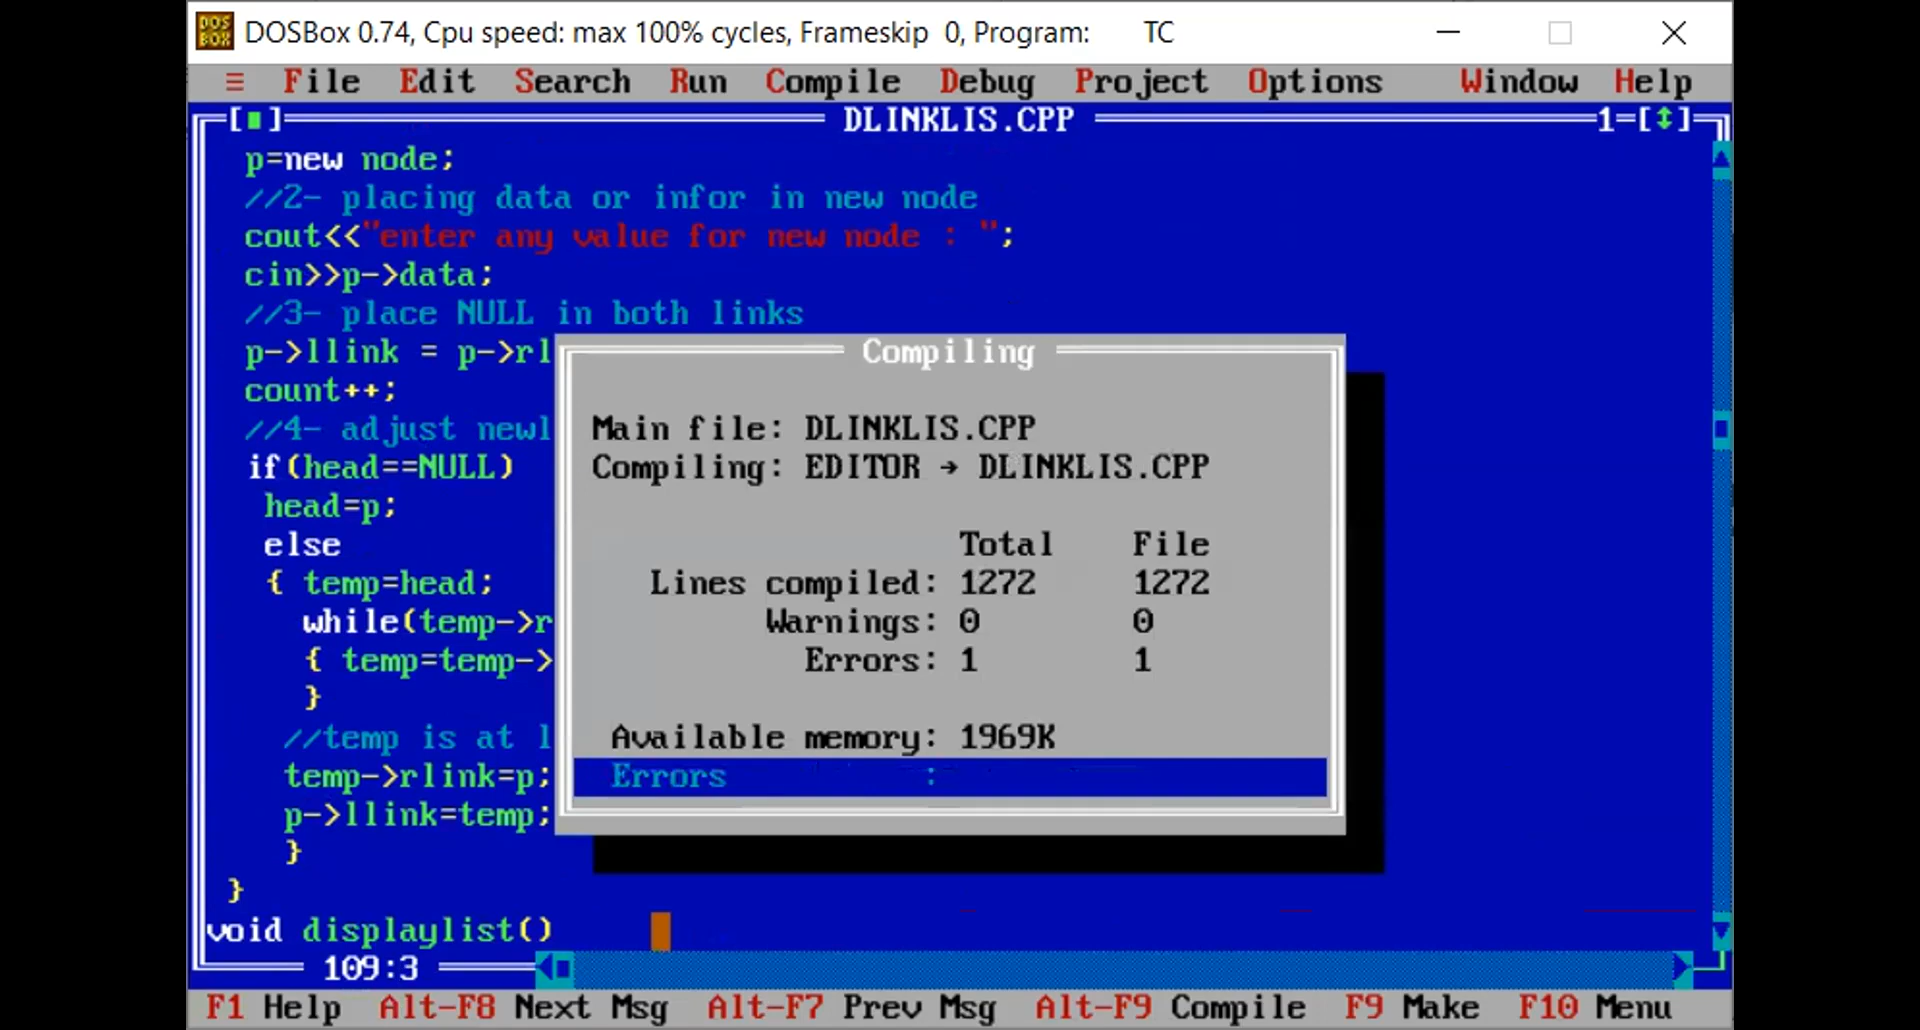 DOSBox 0.74, Cpu speed: max 100% cycles, Frameskip 0, Program: TC
≡ File Edit Search Run Compile Debug Project Options Window Help
[■] DLINKLIS.CPP 1=[↕]
p=new node;
//2- placing data or infor in new node
cout<<"enter any value for new node : ";
cin>>p->data;
//3- place NULL in both links
p->llink = p->rl
count++;
//4- adjust newl
if(head==NULL)
head=p;
else
{ temp=head;
while(temp->r
{ temp=temp->
}
//temp is at l
temp->rlink=p;
p->llink=temp;
}
}
void displaylist()
109:3
Compiling
Main file: DLINKLIS.CPP
Compiling: EDITOR → DLINKLIS.CPP
Total File
Lines compiled: 1272 1272
Warnings: 0 0
Errors: 1 1
Available memory: 1969K
Errors :
F1 Help Alt-F8 Next Msg Alt-F7 Prev Msg Alt-F9 Compile F9 Make F10 Menu